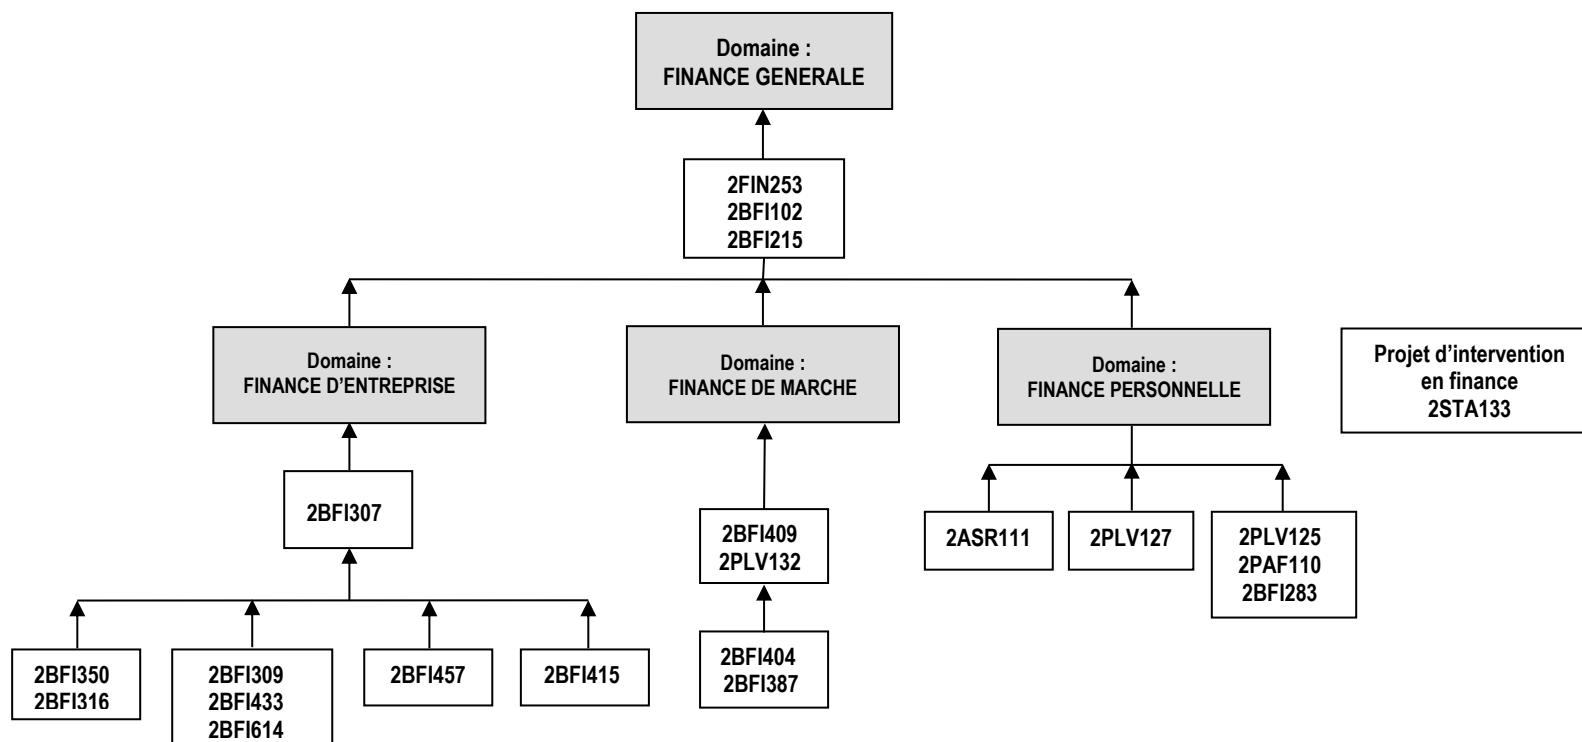 Domaine :
FINANCE GENERALE
2FIN253
2BFI102
2BFI215
Domaine :
FINANCE D'ENTREPRISE
Domaine :
FINANCE DE MARCHE
Domaine :
FINANCE PERSONNELLE
Projet d'intervention
en finance
2STA133
2BFI307
2BFI409
2PLV132
2ASR111
2PLV127
2PLV125
2PAF110
2BFI283
2BFI350
2BFI316
2BFI309
2BFI433
2BFI614
2BFI457
2BFI415
2BFI404
2BFI387